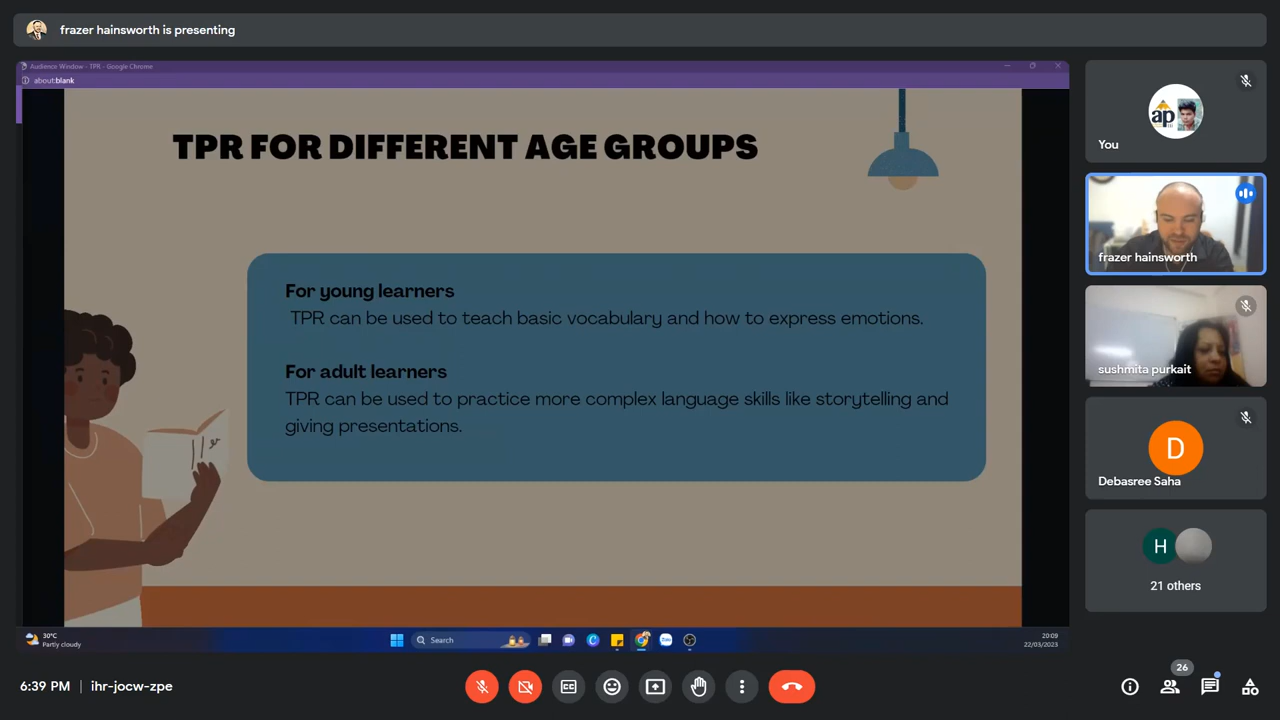 frazer hainsworth is presenting
Audience Window - TPR - Google Chrome
about:blank
TPR FOR DIFFERENT AGE GROUPS
For young learners
TPR can be used to teach basic vocabulary and how to express emotions.
For adult learners
TPR can be used to practice more complex language skills like storytelling and
giving presentations.
ap
You
frazer hainsworth
sushmita purkait
D
Debasree Saha
H
21 others
30°C
Partly cloudy
Search
20:09
22/03/2023
6:39 PM
ihr-jocw-zpe
26